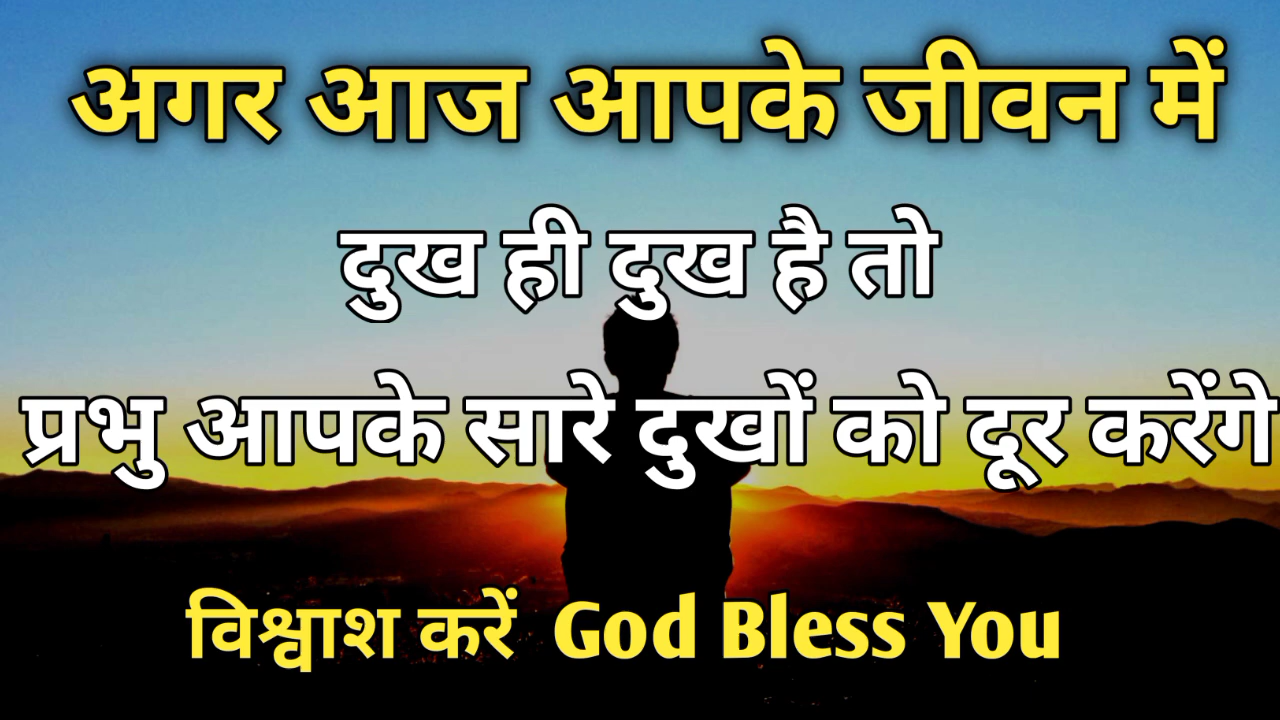 अगर आज आपके जीवन में
दुख ही दुख है तो
प्रभु आपके सारे दुखों को दूर करेंगे
विश्वाश करें God Bless You